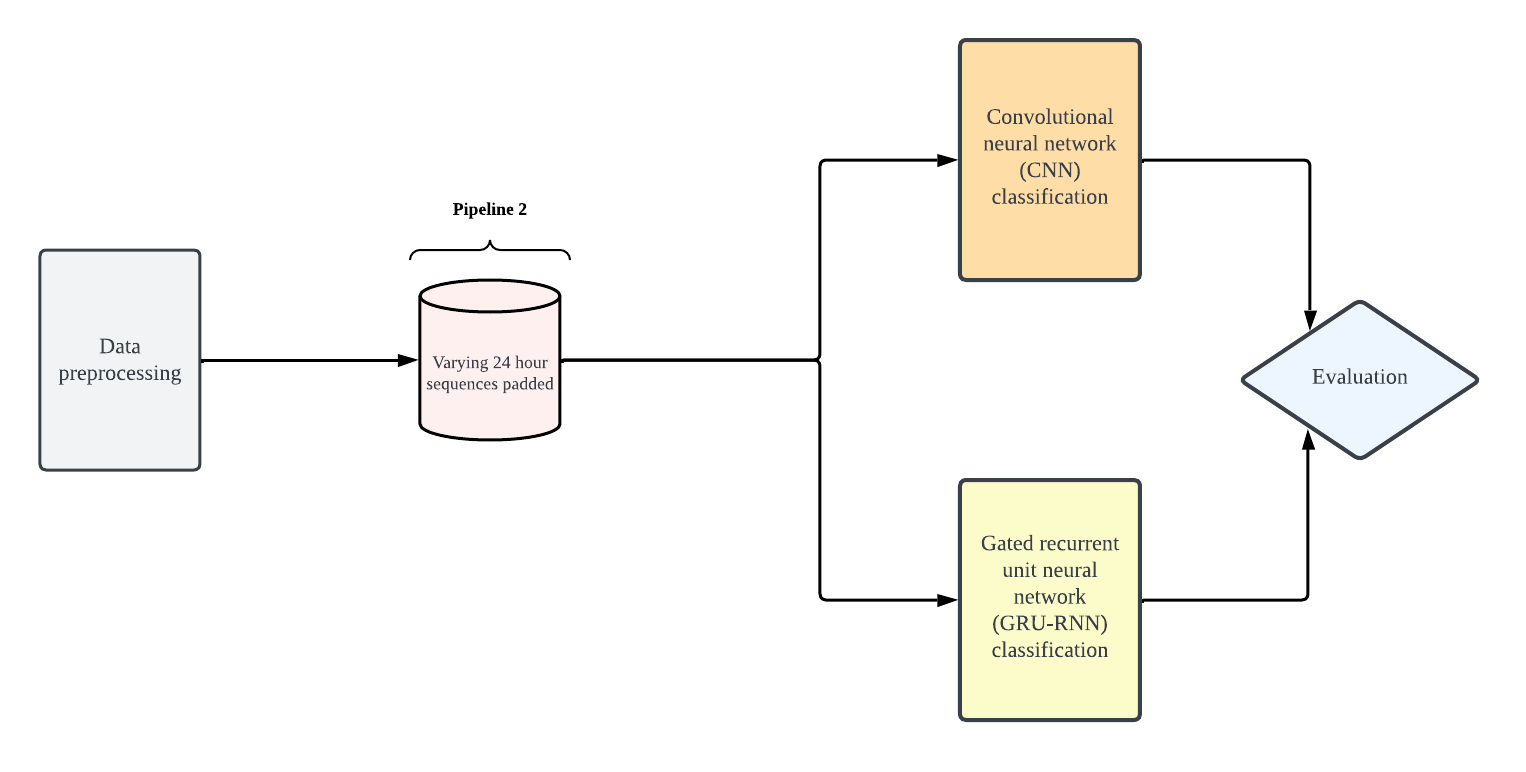 Data
preprocessing
Pipeline 2
Varying 24 hour
sequences padded
Convolutional
neural network
(CNN)
classification
Gated recurrent
unit neural
network
(GRU-RNN)
classification
Evaluation